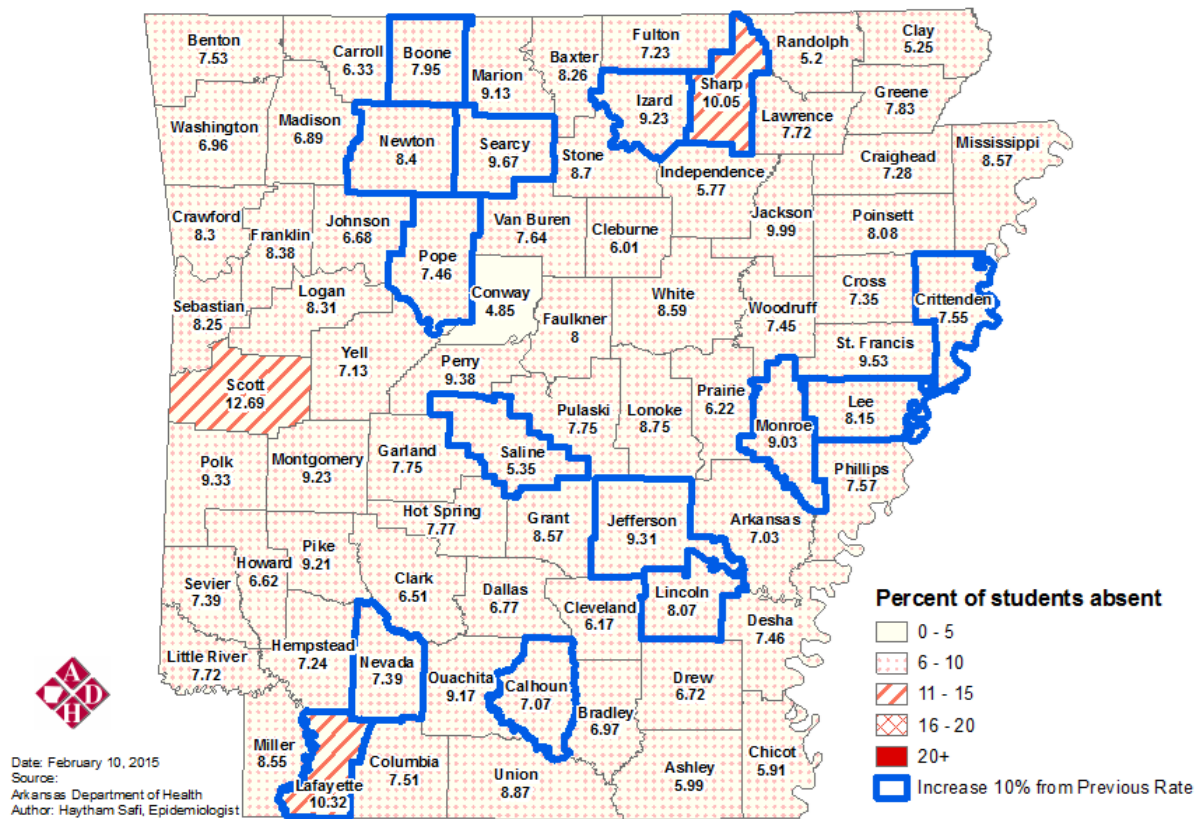 Benton
7.53
Carroll
6.33
Boone
7.95
Marion
9.13
Baxter
8.26
Fulton
7.23
Sharp
10.05
Randolph
5.2
Clay
5.25
Washington
6.96
Madison
6.89
Newton
8.4
Searcy
9.67
Stone
8.7
Izard
9.23
Independence
5.77
Lawrence
7.72
Greene
7.83
Craighead
7.28
Mississippi
8.57
Crawford
8.3
Franklin
8.38
Johnson
6.68
Pope
7.46
Van Buren
7.64
Cleburne
6.01
Jackson
9.99
Poinsett
8.08
Sebastian
8.25
Logan
8.31
Conway
4.85
Faulkner
8
White
8.59
Woodruff
7.45
Cross
7.35
Crittenden
7.55
Scott
12.69
Yell
7.13
Perry
9.38
Pulaski
7.75
Lonoke
8.75
Prairie
6.22
St. Francis
9.53
Lee
8.15
Monroe
9.03
Phillips
7.57
Polk
9.33
Montgomery
9.23
Garland
7.75
Saline
5.35
Hot Spring
7.77
Grant
8.57
Jefferson
9.31
Arkansas
7.03
Sevier
7.39
Howard
6.62
Pike
9.21
Clark
6.51
Dallas
6.77
Cleveland
6.17
Lincoln
8.07
Desha
7.46
Little River
7.72
Hempstead
7.24
Nevada
7.39
Ouachita
9.17
Calhoun
7.07
Bradley
6.97
Drew
6.72
Miller
8.55
Lafayette
10.32
Columbia
7.51
Union
8.87
Ashley
5.99
Chicot
5.91
Percent of students absent
0 - 5
6 - 10
11 - 15
16 - 20
20+
Increase 10% from Previous Rate
A
D
H
Date: February 10, 2015
Source:
Arkansas Department of Health
Author: Haytham Safi, Epidemiologist